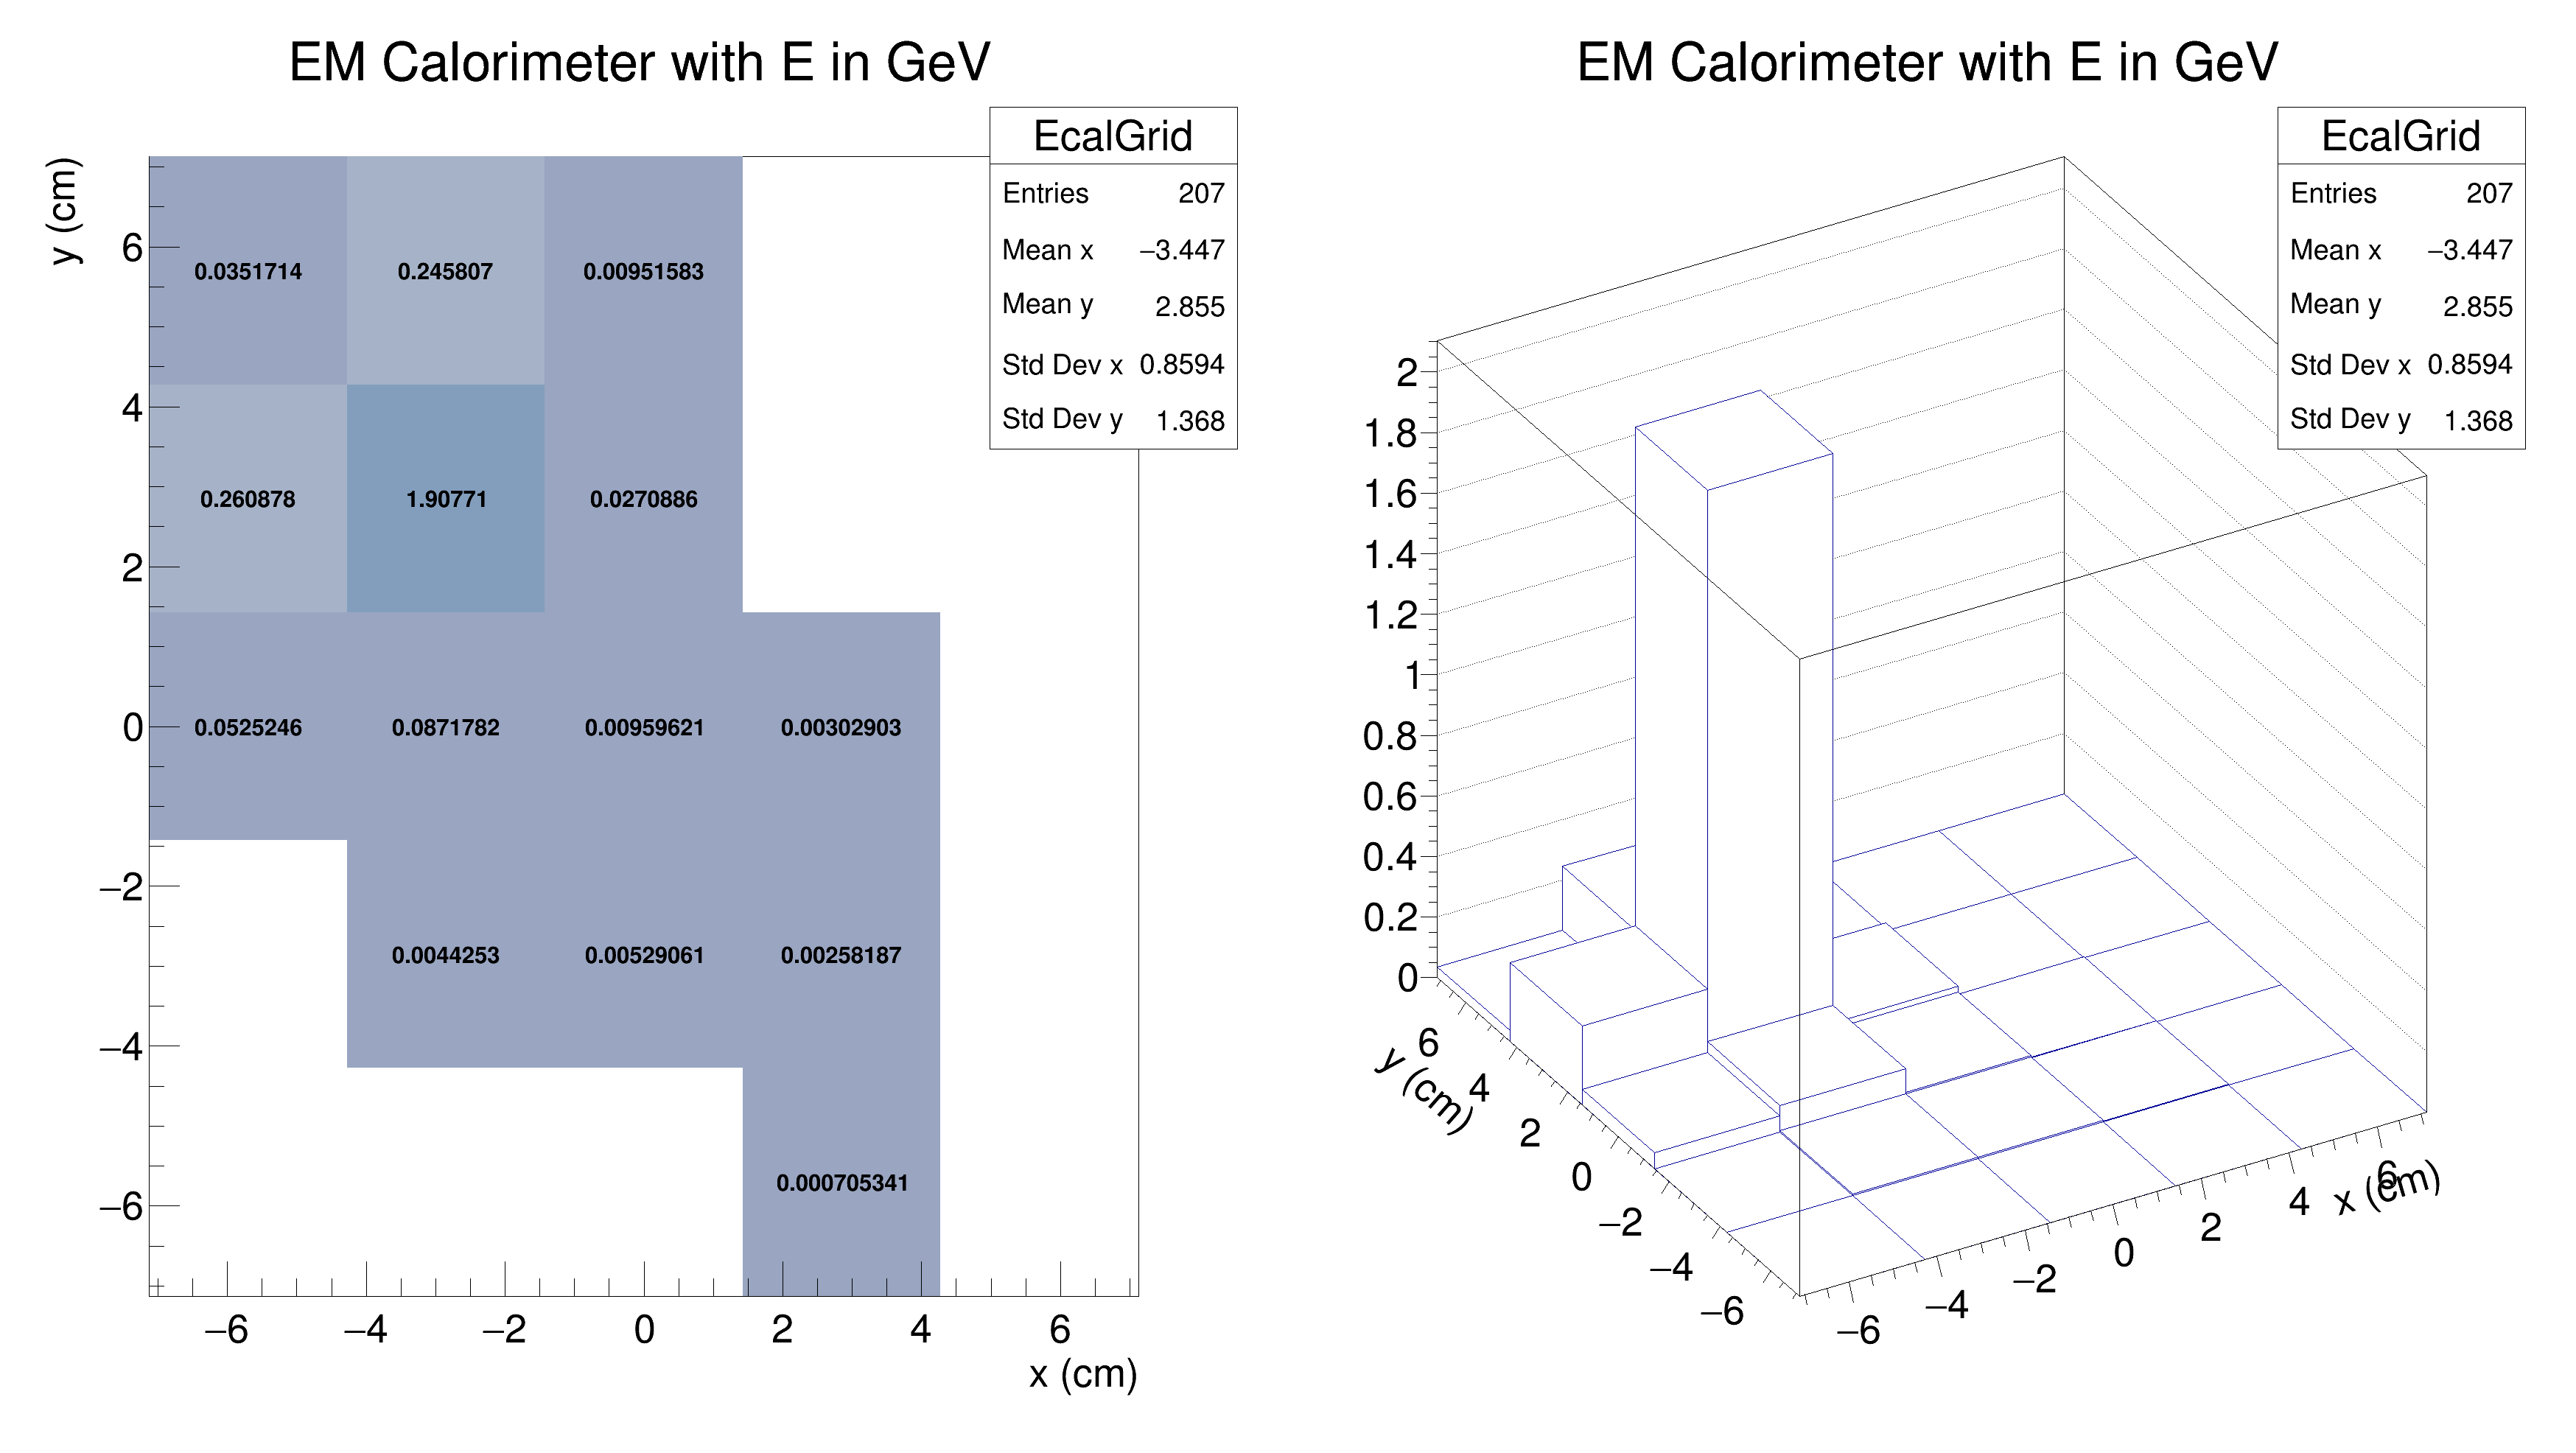 EM Calorimeter with E in GeV
EcalGrid
Entries 207
Mean x −3.447
Mean y 2.855
Std Dev x 0.8594
Std Dev y 1.368
y (cm)
6
4
2
0
−2
−4
−6
0.0351714 0.245807 0.00951583
0.260878 1.90771 0.0270886
0.0525246 0.0871782 0.00959621 0.00302903
0.0044253 0.00529061 0.00258187
0.000705341
−6 −4 −2 0 2 4 6
x (cm)
EM Calorimeter with E in GeV
EcalGrid
Entries 207
Mean x −3.447
Mean y 2.855
Std Dev x 0.8594
Std Dev y 1.368
2
1.8
1.6
1.4
1.2
1
0.8
0.6
0.4
0.2
0
y (cm)
6
4
2
0
−2
−4
−6
−6 −4 −2 0 2 4 6
x (cm)